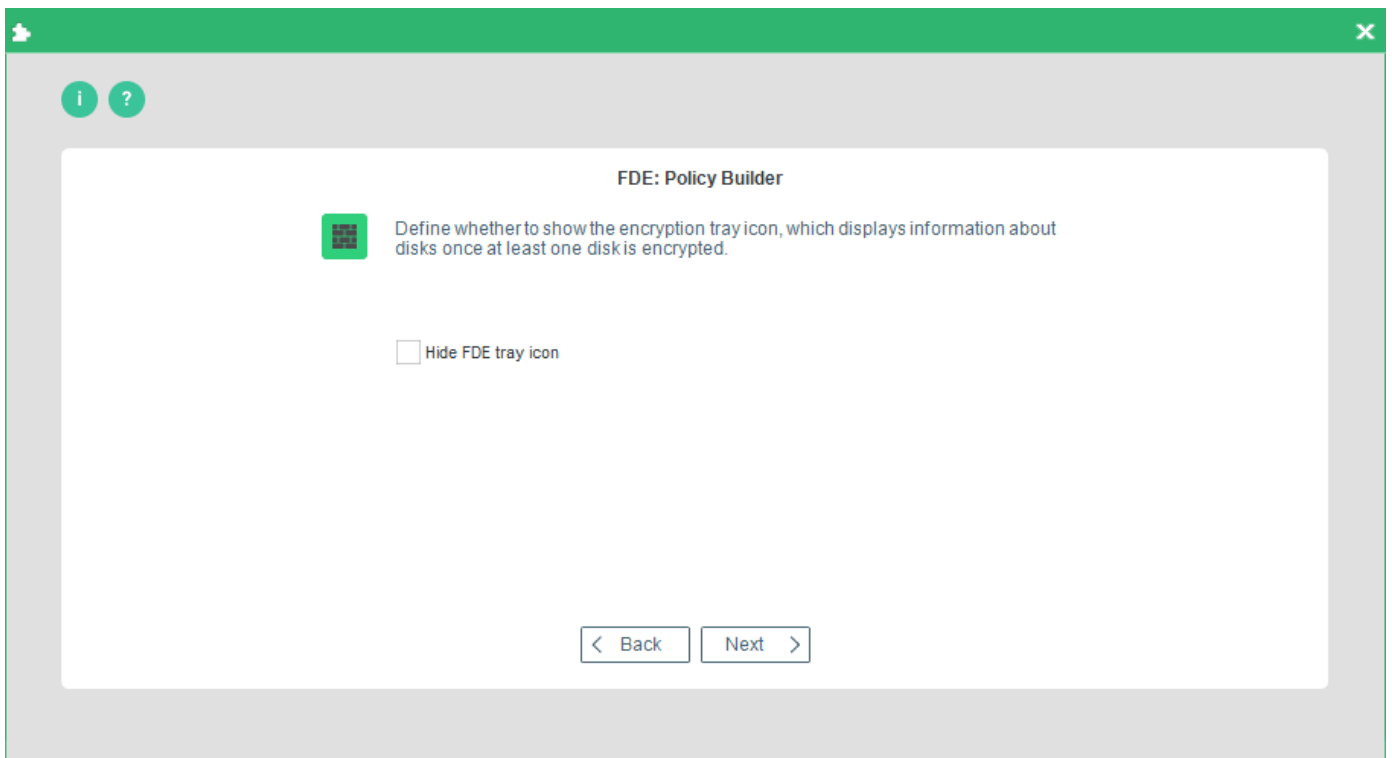 i ?
FDE: Policy Builder
Define whether to show the encryption tray icon, which displays information about
disks once at least one disk is encrypted.
Hide FDE tray icon
Back Next